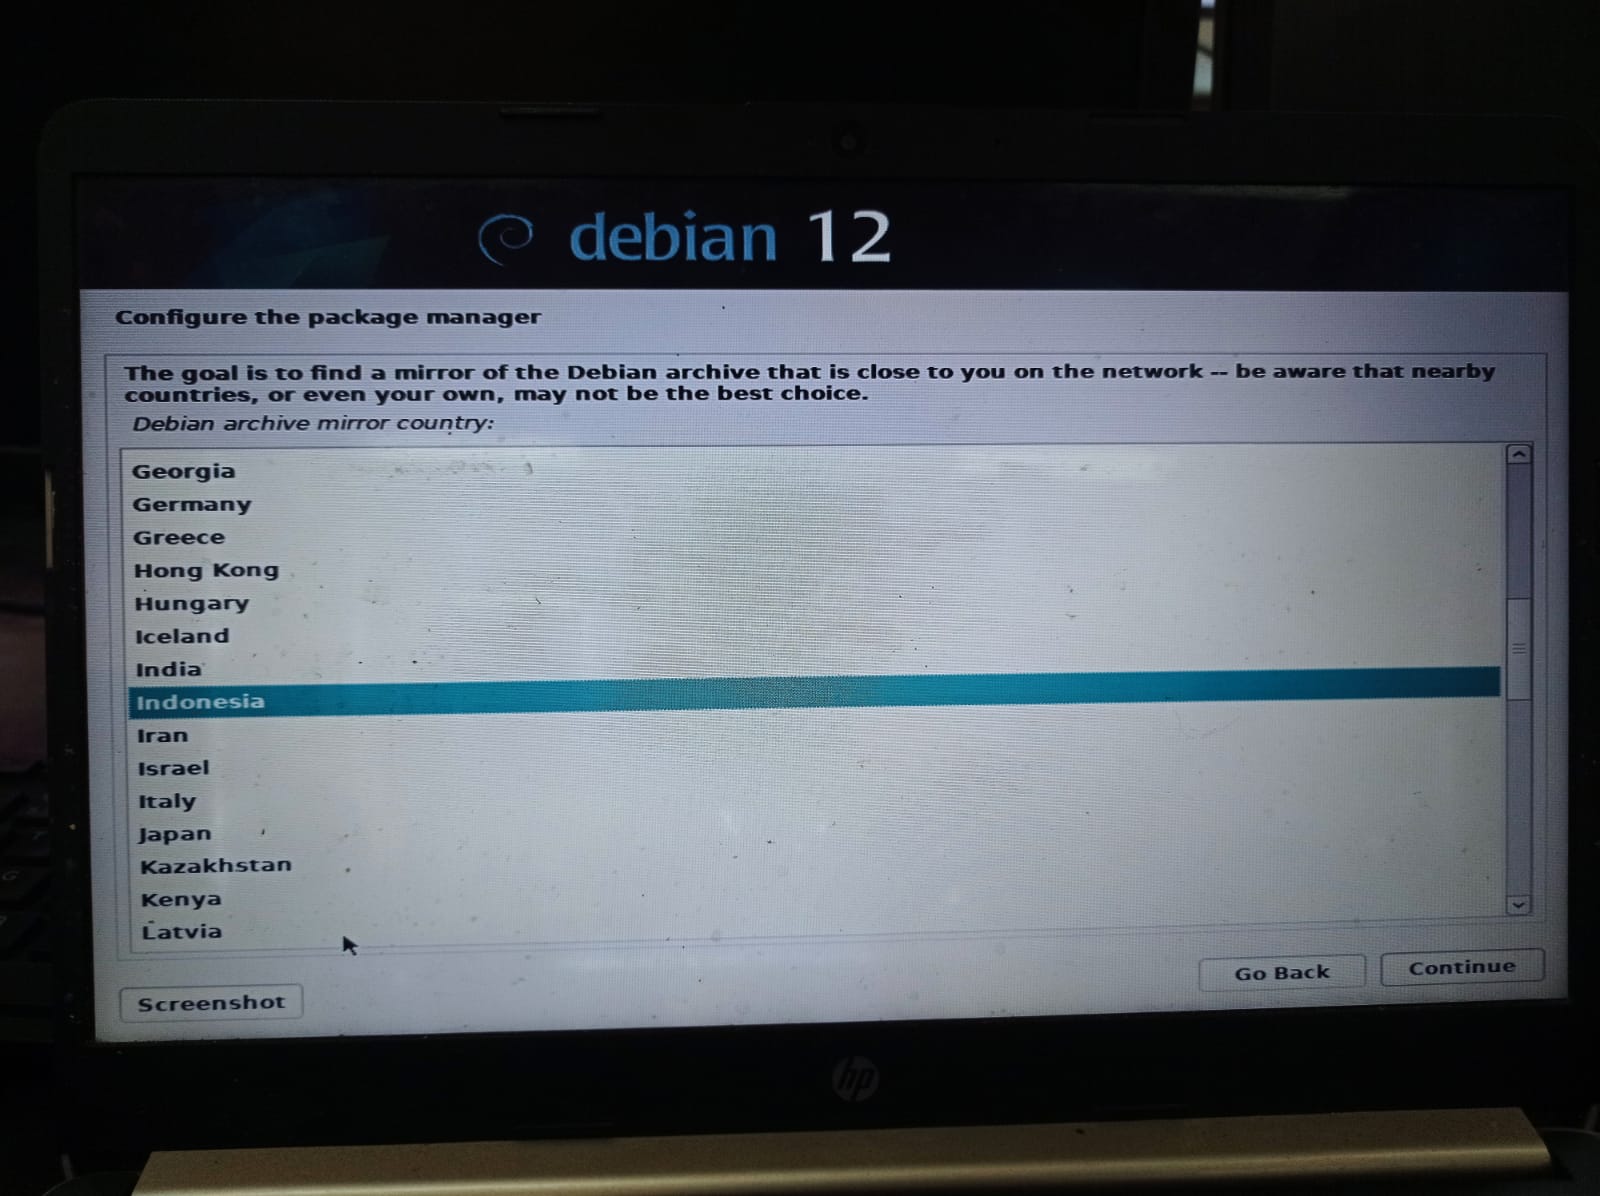 debian 12
Configure the package manager
The goal is to find a mirror of the Debian archive that is close to you on the network -- be aware that nearby
countries, or even your own, may not be the best choice.
Debian archive mirror country:
Georgia
Germany
Greece
Hong Kong
Hungary
Iceland
India
Indonesia
Iran
Israel
Italy
Japan
Kazakhstan
Kenya
Latvia
Screenshot
Go Back
Continue
hp